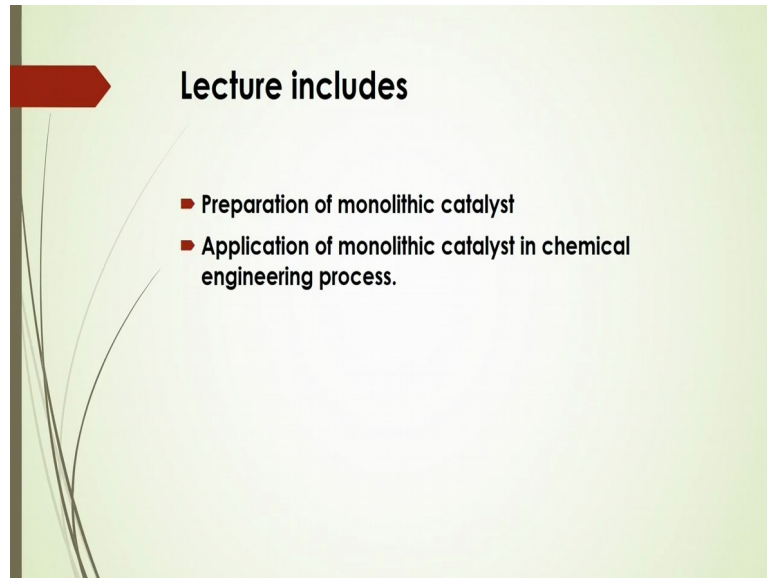 Lecture includes
Preparation of monolithic catalyst
Application of monolithic catalyst in chemical
engineering process.